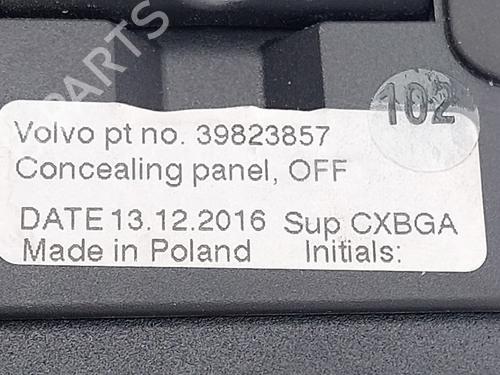 PARTS
102
Volvo pt no. 39823857
Concealing panel, OFF
DATE 13.12.2016 Sup CXBGA
Made in Poland Initials: